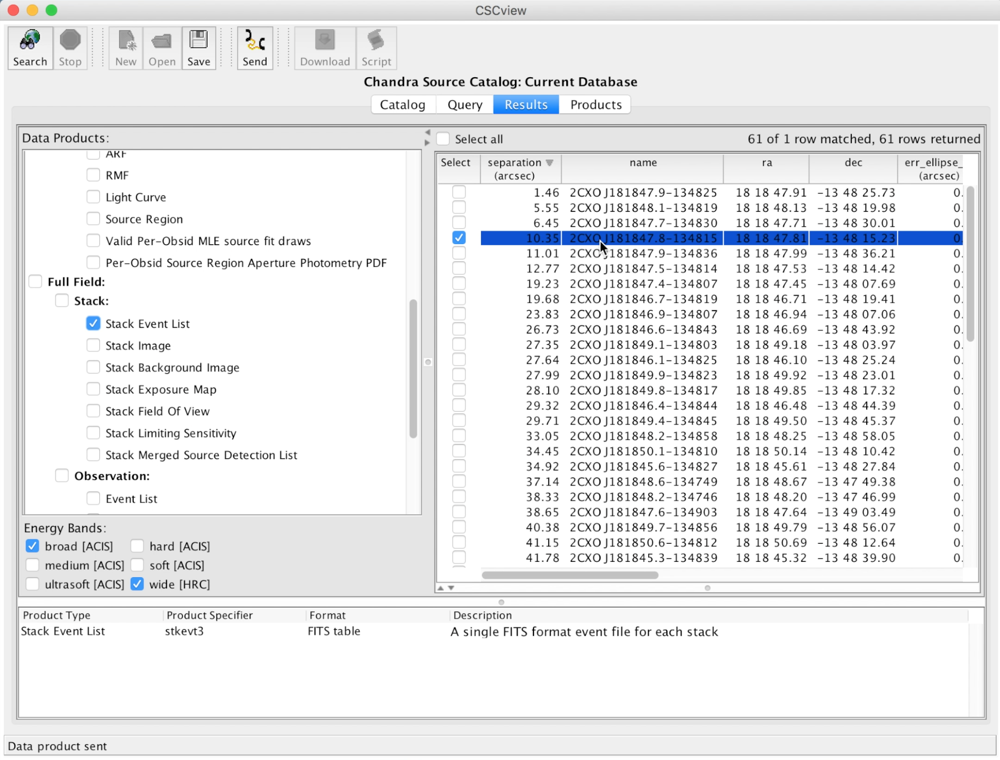 CSCview
Search Stop New Open Save Send Download Script
Chandra Source Catalog: Current Database
Catalog Query Results Products
Data Products:
ARF
RMF
Light Curve
Source Region
Valid Per-Obsid MLE source fit draws
Per-Obsid Source Region Aperture Photometry PDF
Full Field:
Stack:
Stack Event List
Stack Image
Stack Background Image
Stack Exposure Map
Stack Field Of View
Stack Limiting Sensitivity
Stack Merged Source Detection List
Observation:
Event List
Energy Bands:
broad [ACIS] hard [ACIS]
medium [ACIS] soft [ACIS]
ultrasoft [ACIS] wide [HRC]
Select all 61 of 1 row matched, 61 rows returned
Select separation name ra dec err_ellipse_
(arcsec) (arcsec)
1.46 2CXO J181847.9-134825 18 18 47.91 -13 48 25.73 0.
5.55 2CXO J181848.1-134819 18 18 48.13 -13 48 19.98 0.
6.45 2CXO J181847.7-134830 18 18 47.71 -13 48 30.01 0.
10.35 2CXO J181847.8-134815 18 18 47.81 -13 48 15.23 0.
11.01 2CXO J181847.9-134836 18 18 47.99 -13 48 36.21 0.
12.77 2CXO J181847.5-134814 18 18 47.53 -13 48 14.42 0.
19.23 2CXO J181847.4-134807 18 18 47.45 -13 48 07.69 0.
19.68 2CXO J181846.7-134819 18 18 46.71 -13 48 19.41 0.
23.83 2CXO J181846.9-134807 18 18 46.94 -13 48 07.06 0.
26.73 2CXO J181846.6-134843 18 18 46.69 -13 48 43.92 0.
27.35 2CXO J181849.1-134803 18 18 49.18 -13 48 03.97 0.
27.64 2CXO J181846.1-134825 18 18 46.10 -13 48 25.24 0.
27.99 2CXO J181849.9-134823 18 18 49.92 -13 48 23.01 0.
28.10 2CXO J181849.8-134817 18 18 49.85 -13 48 17.32 0.
29.32 2CXO J181846.4-134844 18 18 46.48 -13 48 44.39 0.
29.71 2CXO J181849.4-134845 18 18 49.50 -13 48 45.37 0.
33.05 2CXO J181848.2-134858 18 18 48.25 -13 48 58.05 0.
34.45 2CXO J181850.1-134810 18 18 50.14 -13 48 10.42 0.
34.92 2CXO J181845.6-134827 18 18 45.61 -13 48 27.84 0.
37.14 2CXO J181848.6-134749 18 18 48.67 -13 47 49.38 0.
38.33 2CXO J181848.2-134746 18 18 48.20 -13 47 46.99 0.
38.65 2CXO J181847.6-134903 18 18 47.64 -13 49 03.49 0.
40.38 2CXO J181849.7-134856 18 18 49.79 -13 48 56.07 0.
41.15 2CXO J181850.6-134812 18 18 50.69 -13 48 12.64 0.
41.78 2CXO J181845.3-134839 18 18 45.32 -13 48 39.90 0.
Product Type Product Specifier Format Description
Stack Event List stkevt3 FITS table A single FITS format event file for each stack
Data product sent